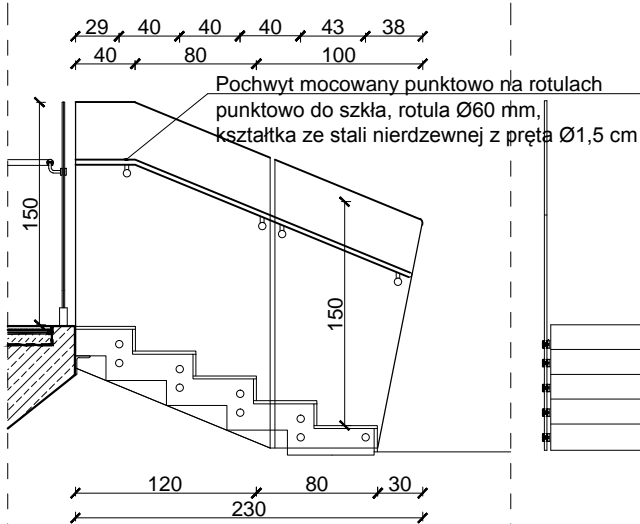 29 40 40 40 43 38
40 80 100
Pochwyt mocowany punktowo na rotulach
punktowo do szkła, rotula Ø60 mm,
kształtka ze stali nierdzewnej z pręta Ø1,5 cm
150
150
120 80 30
230